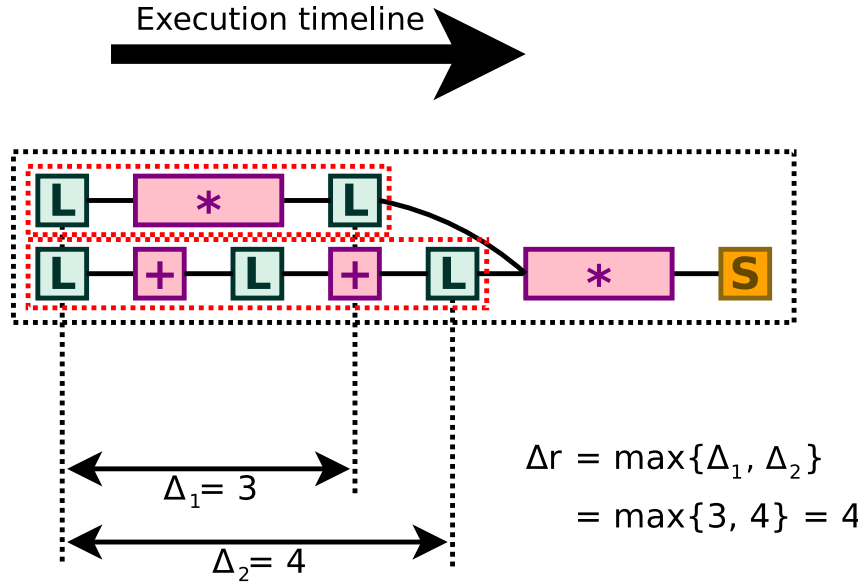 Execution timeline
L * L
L + L + L * S
Δ₁= 3
Δ₂= 4
Δr = max{Δ₁, Δ₂}
= max{3, 4} = 4